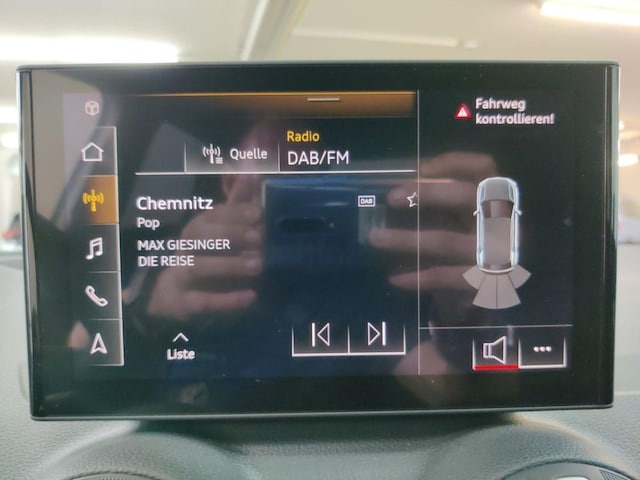 Fahrweg
kontrollieren!
Radio
Quelle
DAB/FM
Chemnitz
DAB
Pop
MAX GIESINGER
DIE REISE
Liste